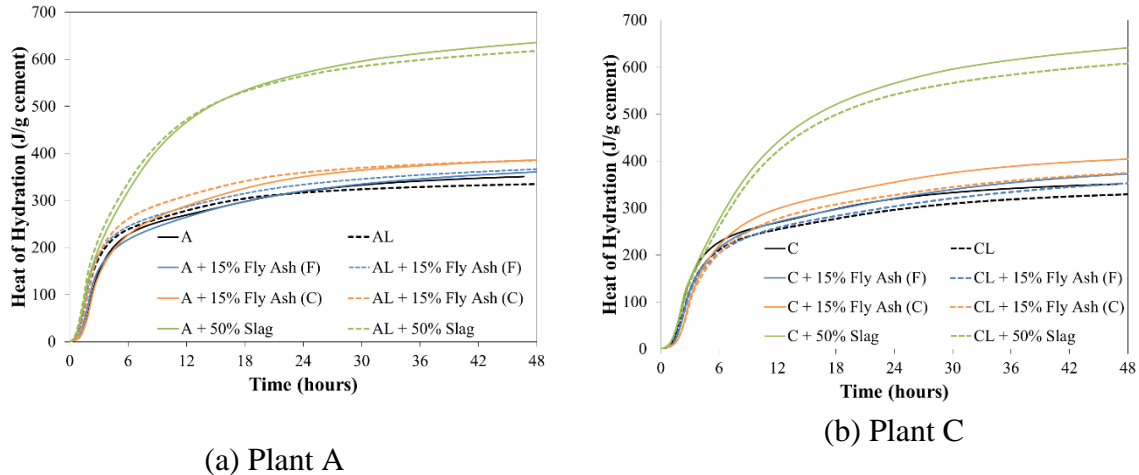 700
600
500
400
300
200
100
0
Heat of Hydration (J/g cement)
A
AL
A + 15% Fly Ash (F)
AL + 15% Fly Ash (F)
A + 15% Fly Ash (C)
AL + 15% Fly Ash (C)
A + 50% Slag
AL + 50% Slag
0 6 12 18 24 30 36 42 48
Time (hours)
(a) Plant A
700
600
500
400
300
200
100
0
Heat of Hydration (J/g cement)
C
CL
C + 15% Fly Ash (F)
CL + 15% Fly Ash (F)
C + 15% Fly Ash (C)
CL + 15% Fly Ash (C)
C + 50% Slag
CL + 50% Slag
0 6 12 18 24 30 36 42 48
Time (hours)
(b) Plant C